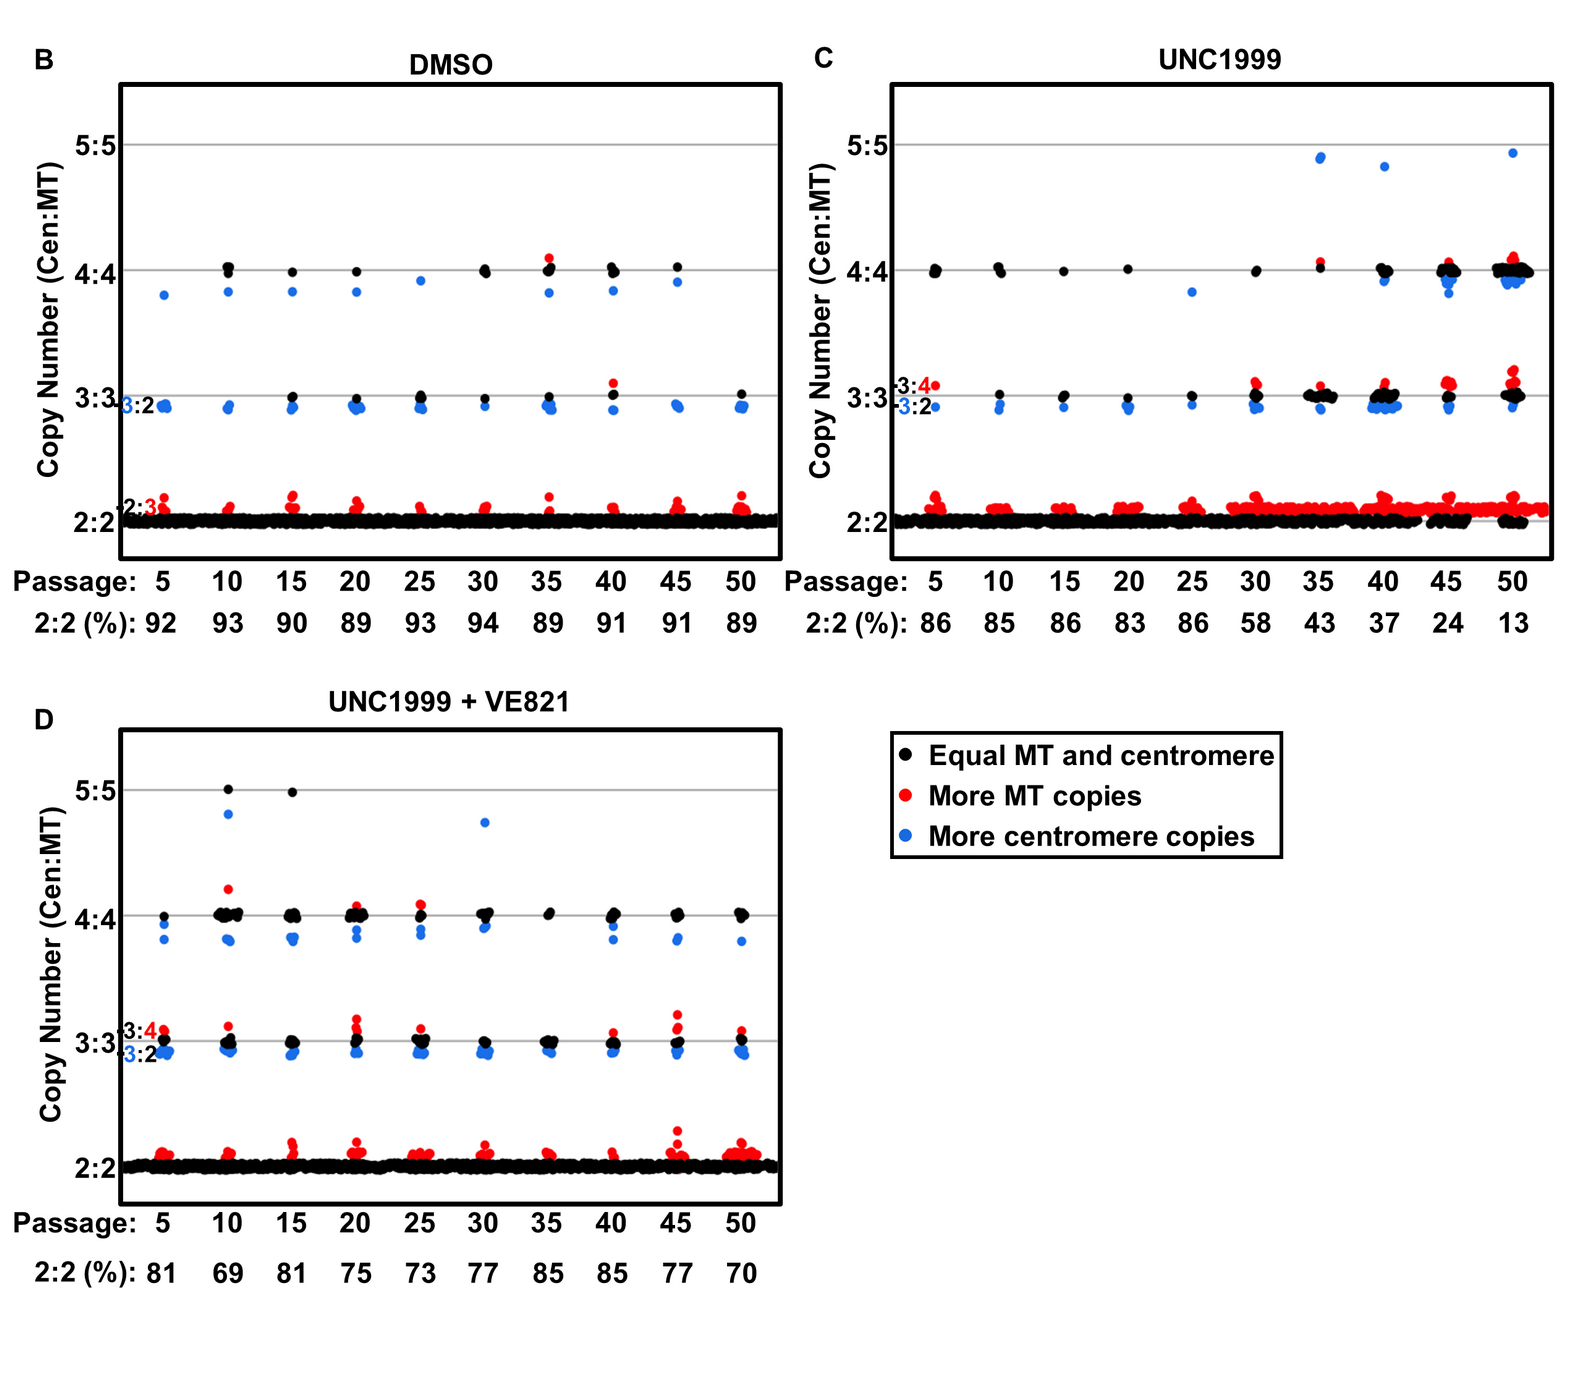 B
DMSO
Copy Number (Cen:MT)
5:5
4:4
3:3
3:2
2:3
2:2
Passage: 5 10 15 20 25 30 35 40 45 50
2:2 (%): 92 93 90 89 93 94 89 91 91 89
C
UNC1999
Copy Number (Cen:MT)
5:5
4:4
3:4
3:3
3:2
2:2
Passage: 5 10 15 20 25 30 35 40 45 50
2:2 (%): 86 85 86 83 86 58 43 37 24 13
D
UNC1999 + VE821
Copy Number (Cen:MT)
5:5
4:4
3:4
3:3
3:2
2:2
Passage: 5 10 15 20 25 30 35 40 45 50
2:2 (%): 81 69 81 75 73 77 85 85 77 70
Equal MT and centromere
More MT copies
More centromere copies